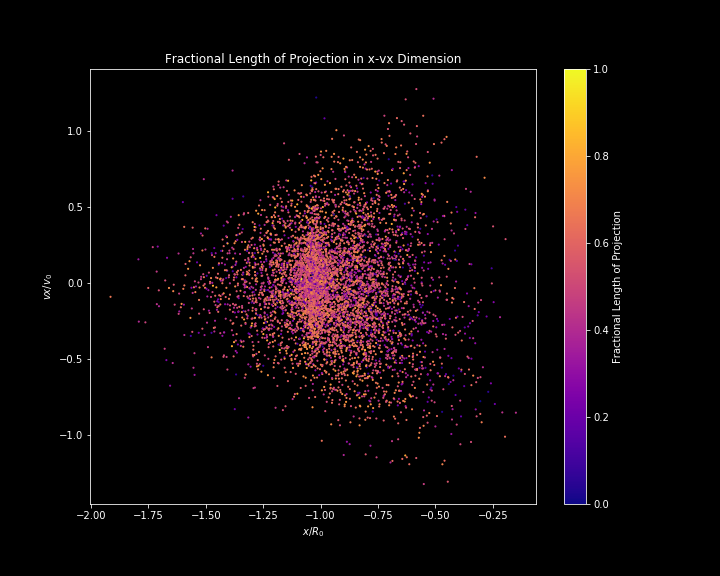 Fractional Length of Projection in x-vx Dimension
1.0
0.5
0.0
−0.5
−1.0
vx/v₀
−2.00 −1.75 −1.50 −1.25 −1.00 −0.75 −0.50 −0.25
x/R₀
1.0
0.8
0.6
0.4
0.2
0.0
Fractional Length of Projection